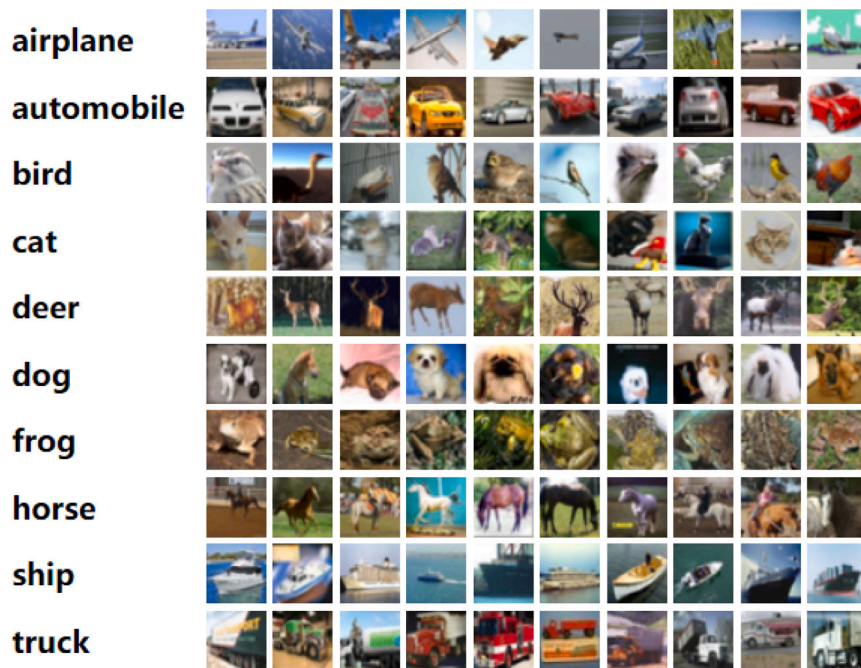 airplane
automobile
bird
cat
deer
dog
frog
horse
ship
truck